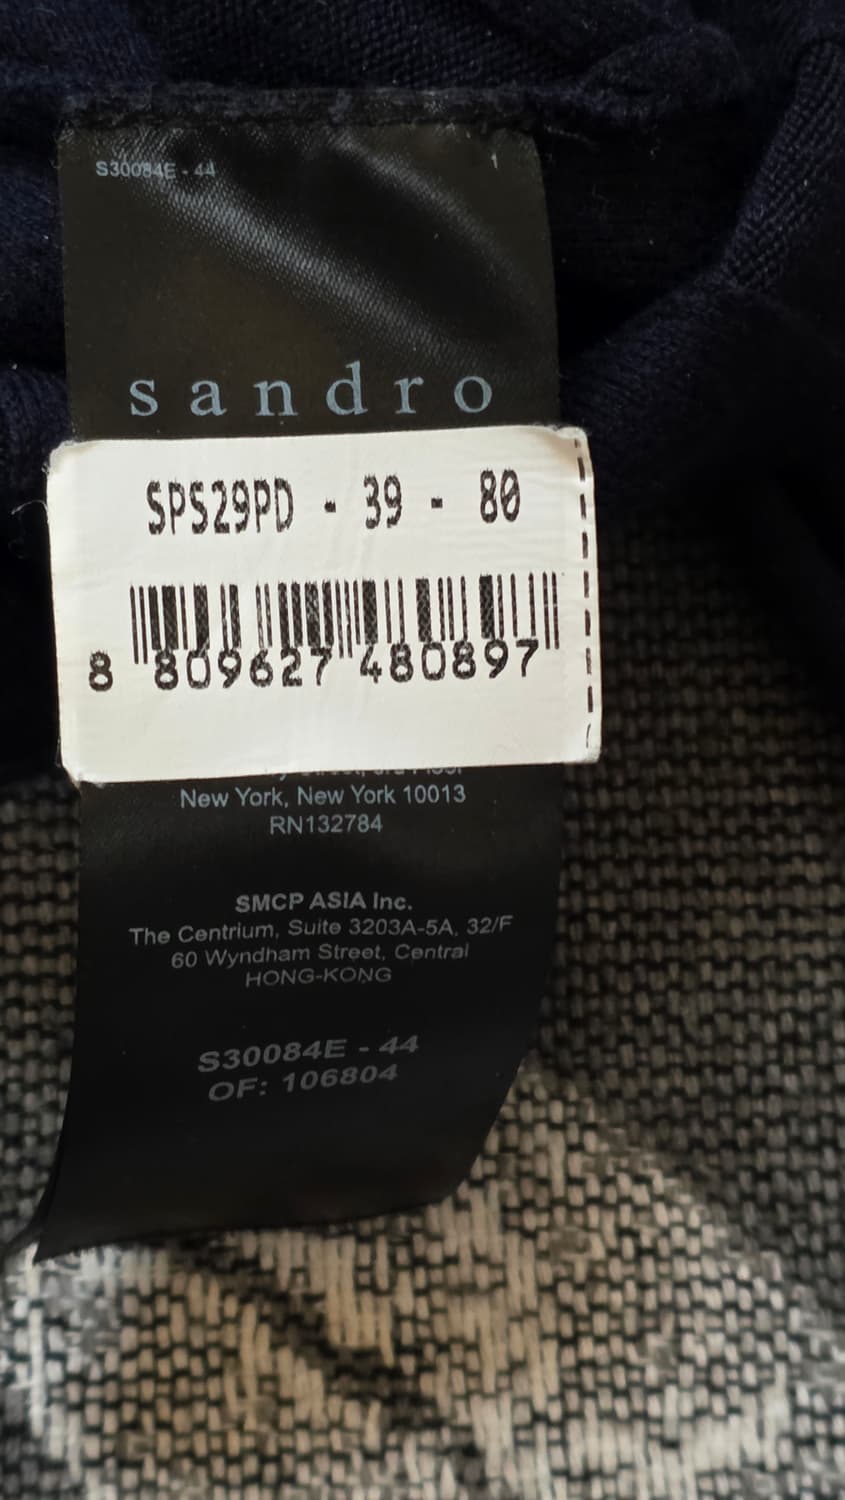 S30084E - 44
sandro
SPS29PD - 39 - 80
8 809627 480897
New York, New York 10013
RN132784
SMCP ASIA Inc.
The Centrium, Suite 3203A-5A, 32/F
60 Wyndham Street, Central
HONG-KONG
S30084E - 44
OF: 106804